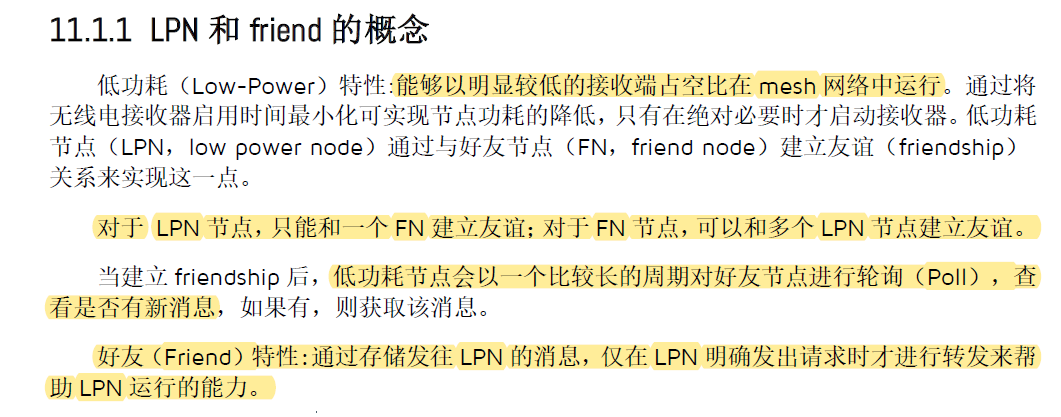 11.1.1 LPN 和 friend 的概念
低功耗（Low-Power）特性:能够以明显较低的接收端占空比在 mesh 网络中运行。通过将
无线电接收器启用时间最小化可实现节点功耗的降低，只有在绝对必要时才启动接收器。低功耗
节点（LPN，low power node）通过与好友节点（FN，friend node）建立友谊（friendship）
关系来实现这一点。
对于 LPN 节点，只能和一个 FN 建立友谊；对于 FN 节点，可以和多个 LPN 节点建立友谊。
当建立 friendship 后，低功耗节点会以一个比较长的周期对好友节点进行轮询（Poll），查
看是否有新消息，如果有，则获取该消息。
好友（Friend）特性:通过存储发往 LPN 的消息，仅在 LPN 明确发出请求时才进行转发来帮
助 LPN 运行的能力。